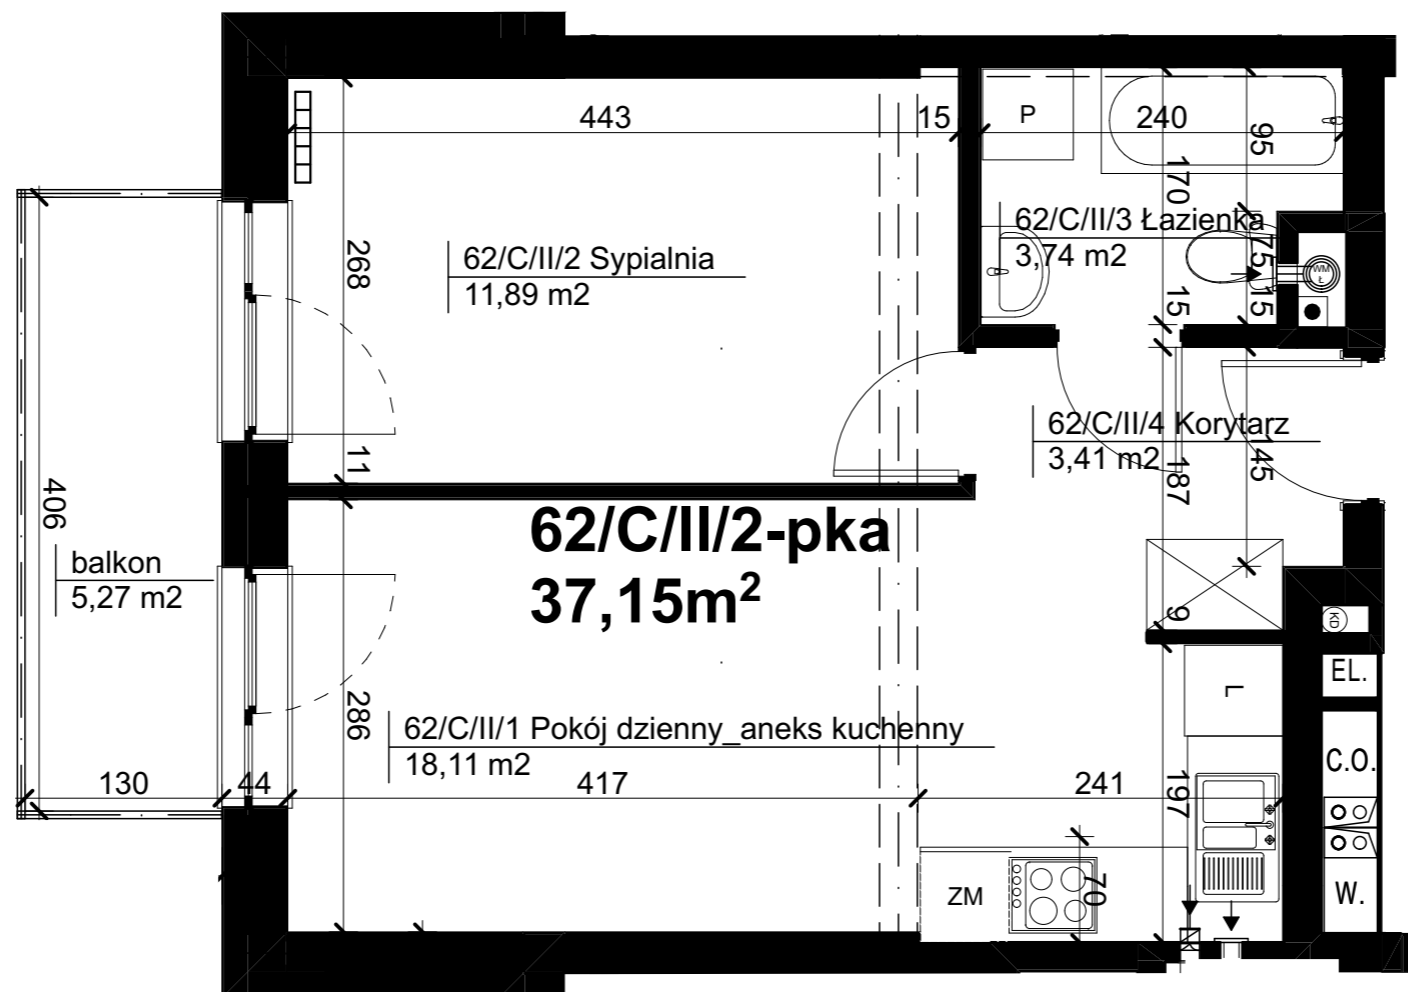 443
15
P
240
95
170
62/C/II/3 Łazienka
3,74 m2
75
WM
Ł
15
15
268
62/C/II/2 Sypialnia
11,89 m2
11
62/C/II/4 Korytarz
3,41 m2
187
145
406
balkon
5,27 m2
62/C/II/2-pka
37,15m²
9
KD
EL.
L
286
62/C/II/1 Pokój dzienny_aneks kuchenny
18,11 m2
130
44
417
241
197
C.O.
ZM
70
W.